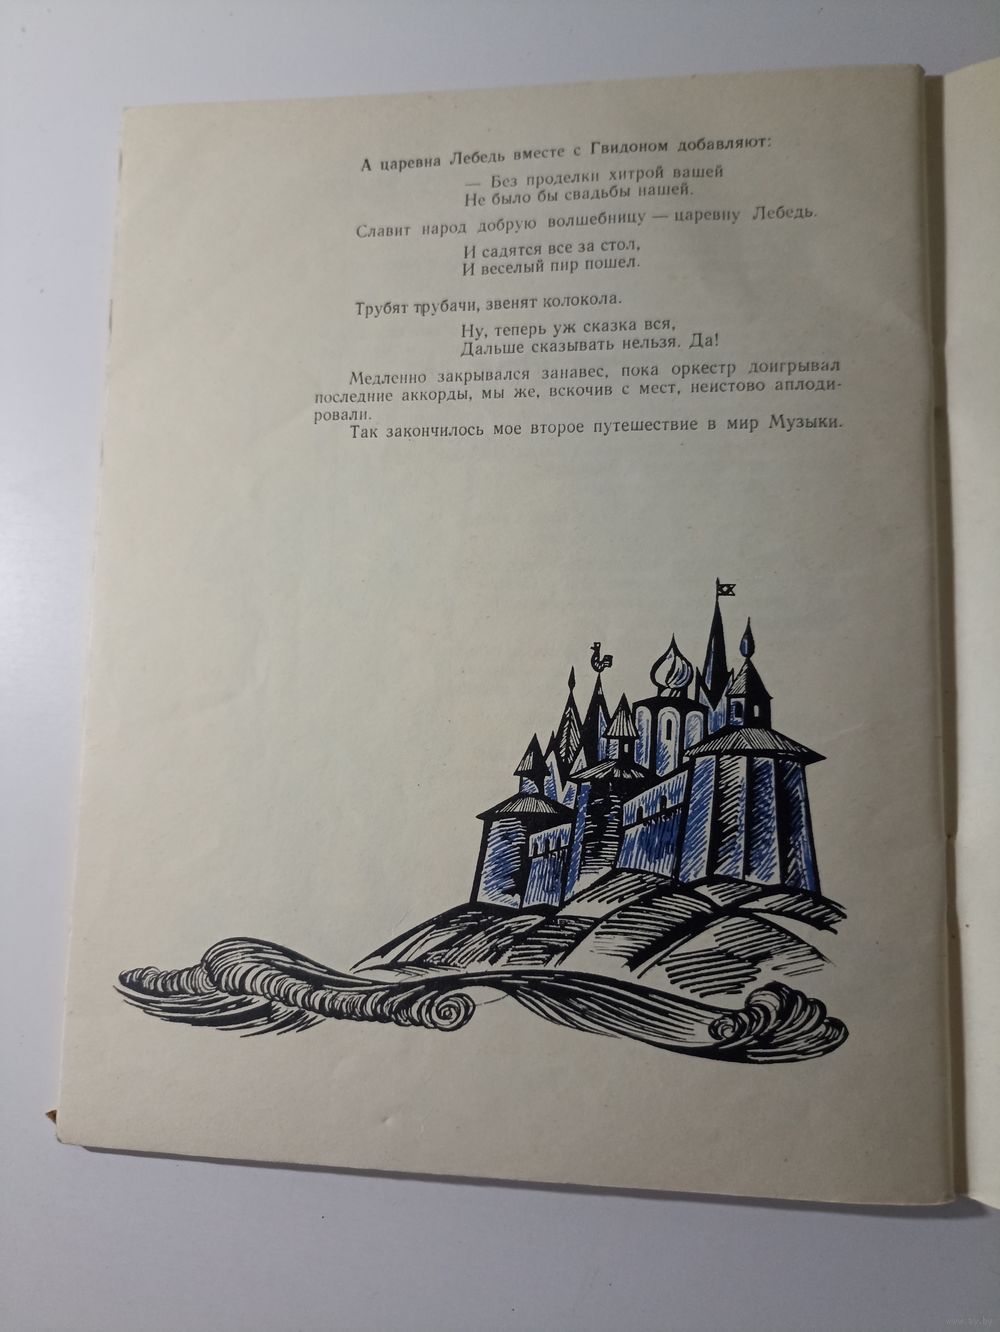 А царевна Лебедь вместе с Гвидоном добавляют:
— Без проделки хитрой вашей
Не было бы свадьбы нашей.
Славит народ добрую волшебницу — царевну Лебедь.
И садятся все за стол,
И веселый пир пошел.
Трубят трубачи, звенят колокола.
Ну, теперь уж сказка вся,
Дальше сказывать нельзя. Да!
Медленно закрывался занавес, пока оркестр доигрывал
последние аккорды, мы же, вскочив с мест, неистово аплоди-
ровали.
Так закончилось мое второе путешествие в мир Музыки.
www.ay.by